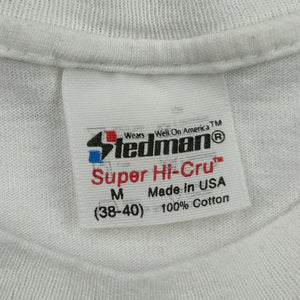 Wears Well On America™
Stedman®
Super Hi-Cru™
M Made In USA
(38-40) 100% Cotton